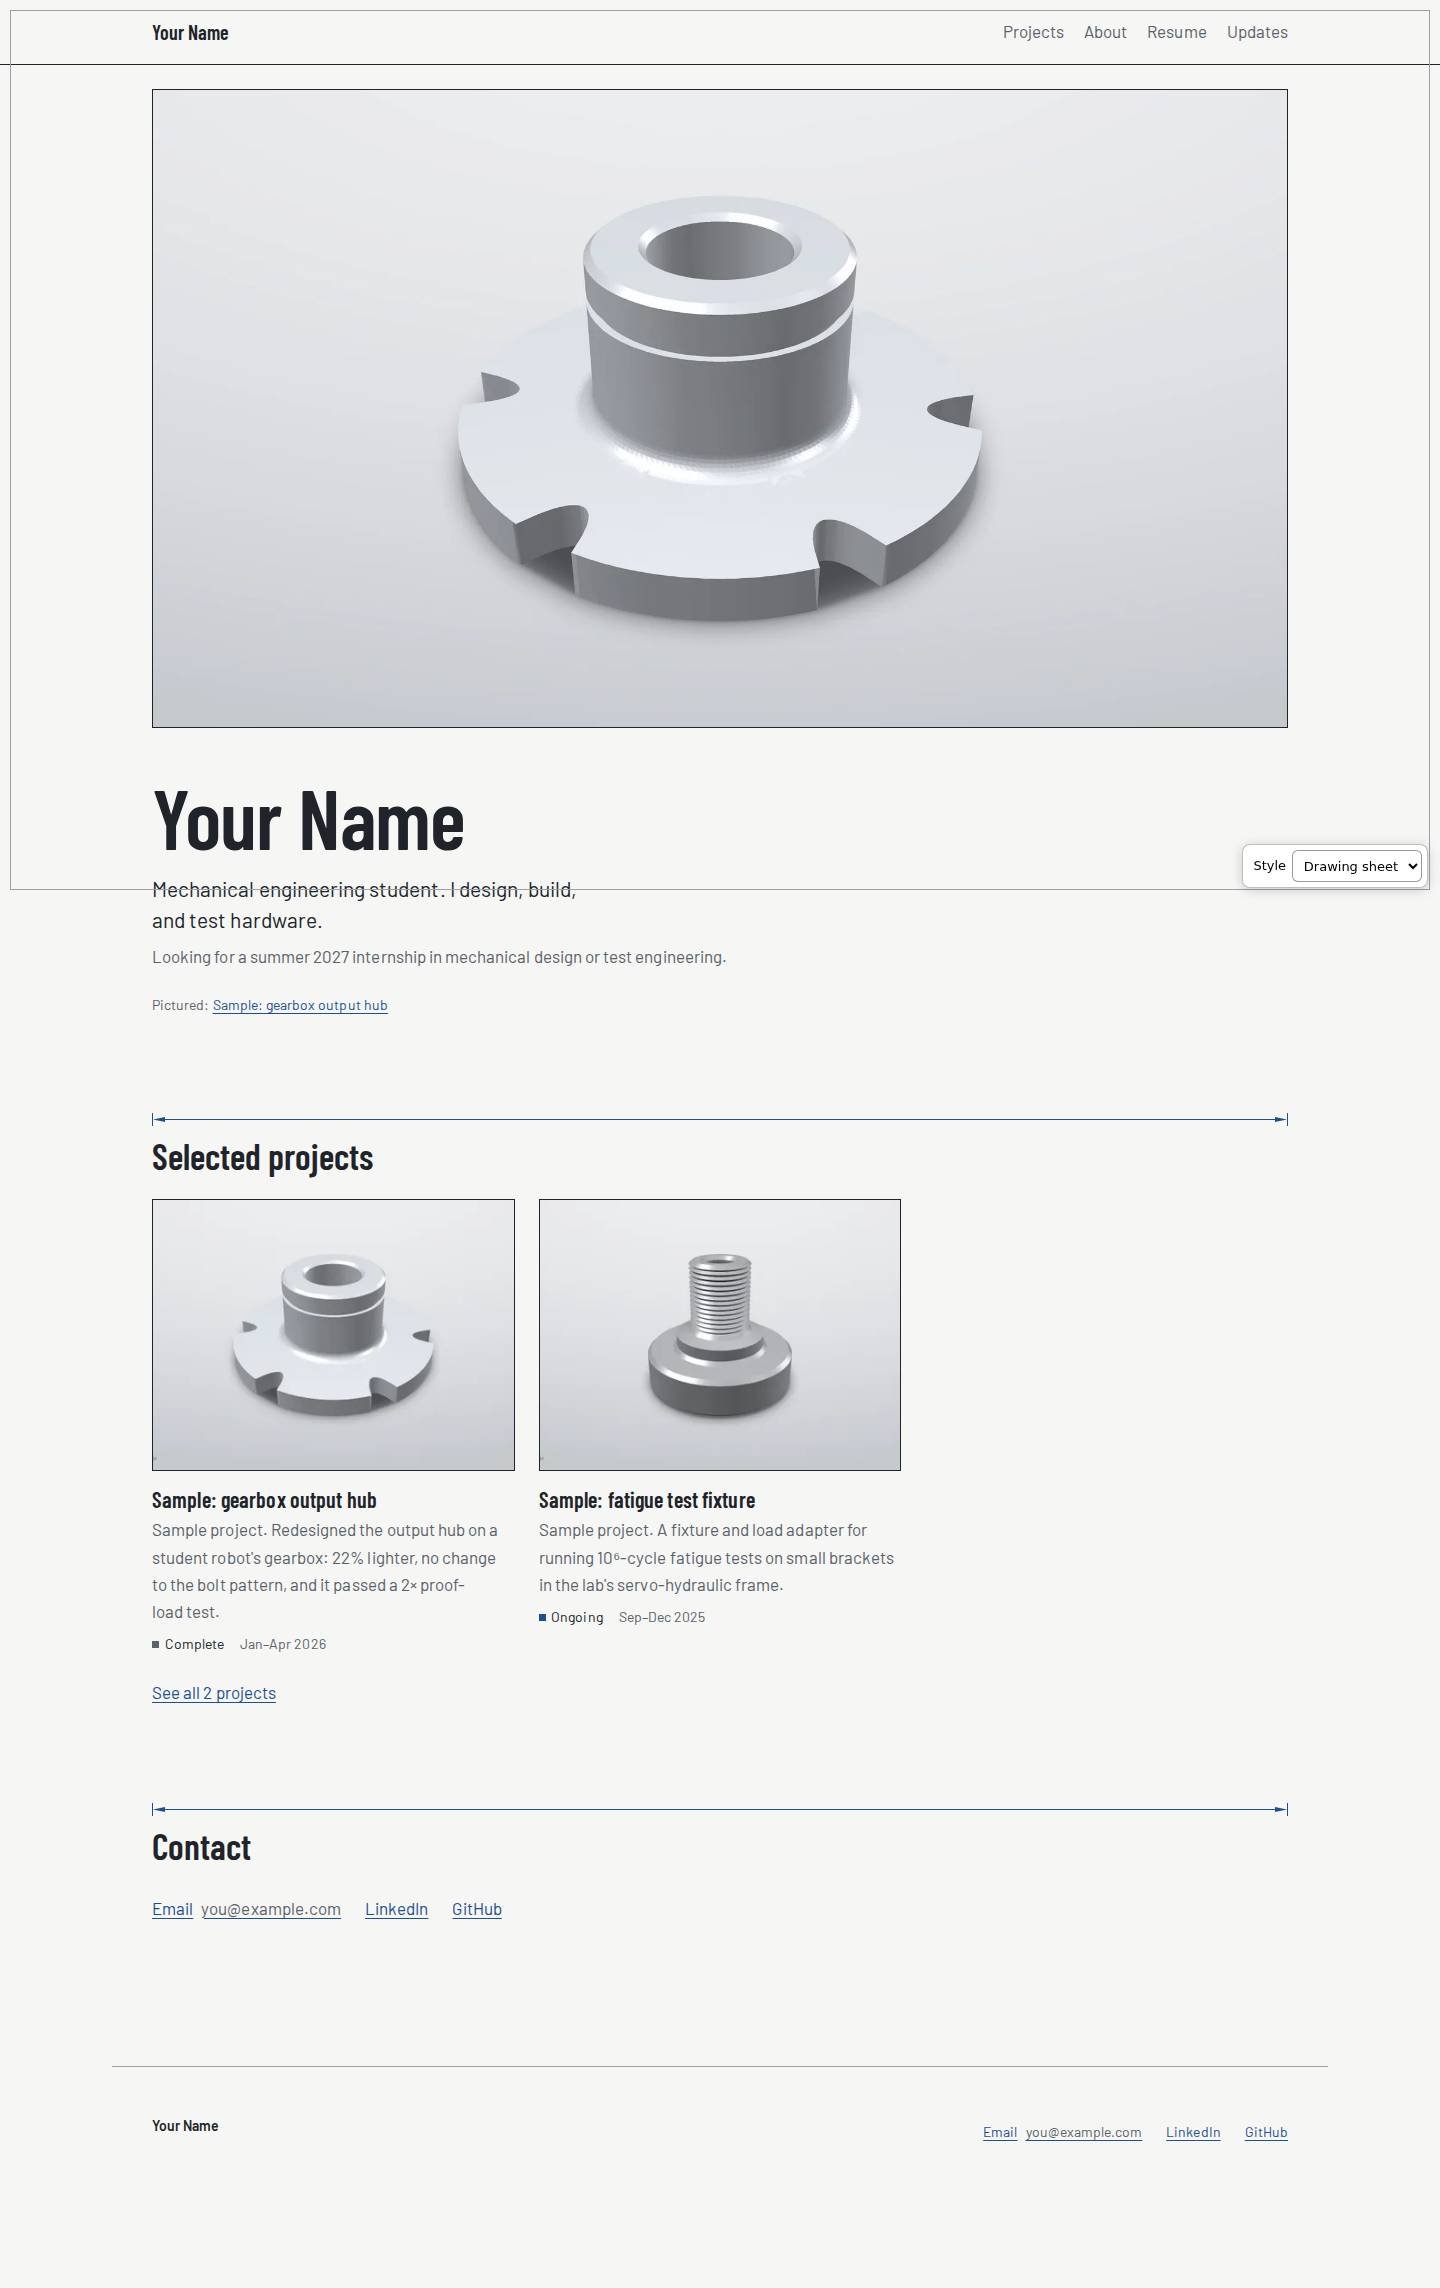 Your Name
Projects About Resume Updates
Your Name
Mechanical engineering student. I design, build,
and test hardware.
Style Drawing sheet
Looking for a summer 2027 internship in mechanical design or test engineering.
Pictured: Sample: gearbox output hub
Selected projects
Sample: gearbox output hub
Sample project. Redesigned the output hub on a
student robot's gearbox: 22% lighter, no change
to the bolt pattern, and it passed a 2× proof-
load test.
Complete Jan–Apr 2026
Sample: fatigue test fixture
Sample project. A fixture and load adapter for
running 10⁶-cycle fatigue tests on small brackets
in the lab's servo-hydraulic frame.
Ongoing Sep–Dec 2025
See all 2 projects
Contact
Email you@example.com LinkedIn GitHub
Your Name
Email you@example.com LinkedIn GitHub